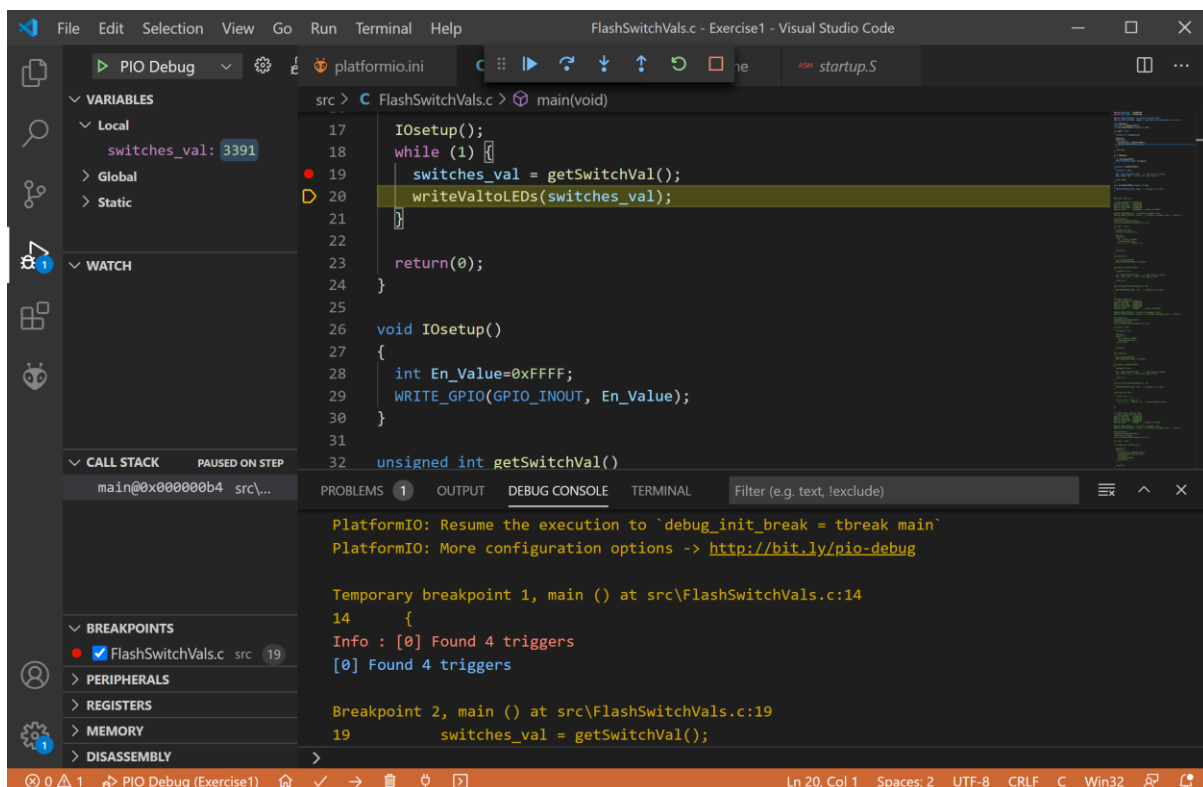 File Edit Selection View Go Run Terminal Help FlashSwitchVals.c - Exercise1 - Visual Studio Code
PIO Debug
platformio.ini
C
ne
ASM startup.S
src > C FlashSwitchVals.c > main(void)
VARIABLES
Local
switches_val: 3391
Global
Static
WATCH
CALL STACK PAUSED ON STEP
main@0x000000b4 src\...
BREAKPOINTS
FlashSwitchVals.c src 19
PERIPHERALS
REGISTERS
MEMORY
DISASSEMBLY
1
1
17 IOsetup();
18 while (1) {
19 switches_val = getSwitchVal();
20 writeValtoLEDs(switches_val);
21 }
22
23 return(0);
24 }
25
26 void IOsetup()
27 {
28 int En_Value=0xFFFF;
29 WRITE_GPIO(GPIO_INOUT, En_Value);
30 }
31
32 unsigned int getSwitchVal()
PROBLEMS 1 OUTPUT DEBUG CONSOLE TERMINAL Filter (e.g. text, !exclude)
PlatformIO: Resume the execution to `debug_init_break = tbreak main`
PlatformIO: More configuration options -> http://bit.ly/pio-debug
Temporary breakpoint 1, main () at src\FlashSwitchVals.c:14
14 {
Info : [0] Found 4 triggers
[0] Found 4 triggers
Breakpoint 2, main () at src\FlashSwitchVals.c:19
19 switches_val = getSwitchVal();
>
0 1 PIO Debug (Exercise1) Ln 20, Col 1 Spaces: 2 UTF-8 CRLF C Win32